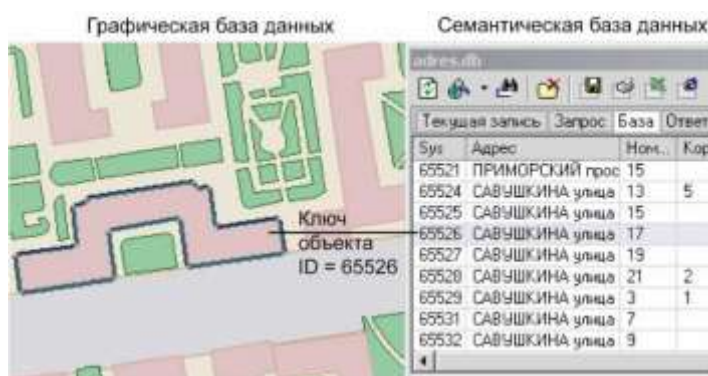 Графическая база данных
Семантическая база данных
adres.db
Текущая запись Запрос База Ответ
Sys Адрес Ном... Кор
65521 ПРИМОРСКИЙ прос 15
65524 САВУШКИНА улица 13 5
65525 САВУШКИНА улица 15
65526 САВУШКИНА улица 17
65527 САВУШКИНА улица 19
65528 САВУШКИНА улица 21 2
65529 САВУШКИНА улица 3 1
65531 САВУШКИНА улица 7
65532 САВУШКИНА улица 9
Ключ
объекта
ID = 65526